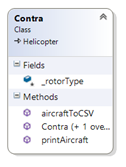 Contra
Class
Helicopter
Fields
_rotorType
Methods
aircraftToCSV
Contra (+ 1 ove...
printAircraft